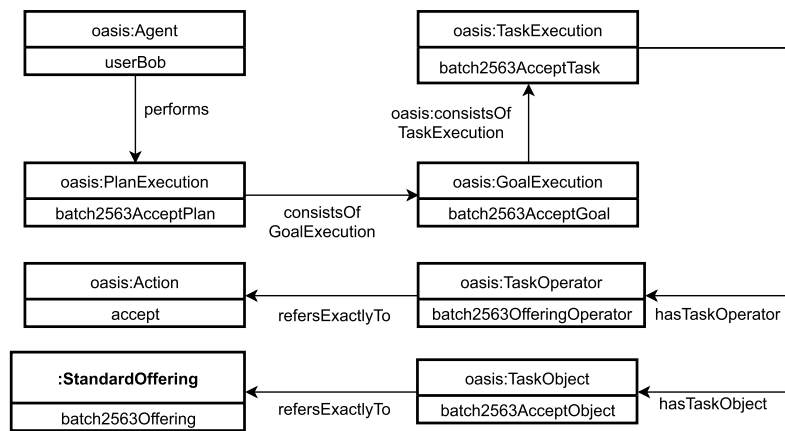 oasis:Agent
userBob
performs
oasis:TaskExecution
batch2563AcceptTask
oasis:consistsOf
TaskExecution
oasis:PlanExecution
batch2563AcceptPlan
consistsOf
GoalExecution
oasis:GoalExecution
batch2563AcceptGoal
oasis:Action
accept
refersExactlyTo
oasis:TaskOperator
batch2563OfferingOperator
hasTaskOperator
:StandardOffering
batch2563Offering
refersExactlyTo
oasis:TaskObject
batch2563AcceptObject
hasTaskObject